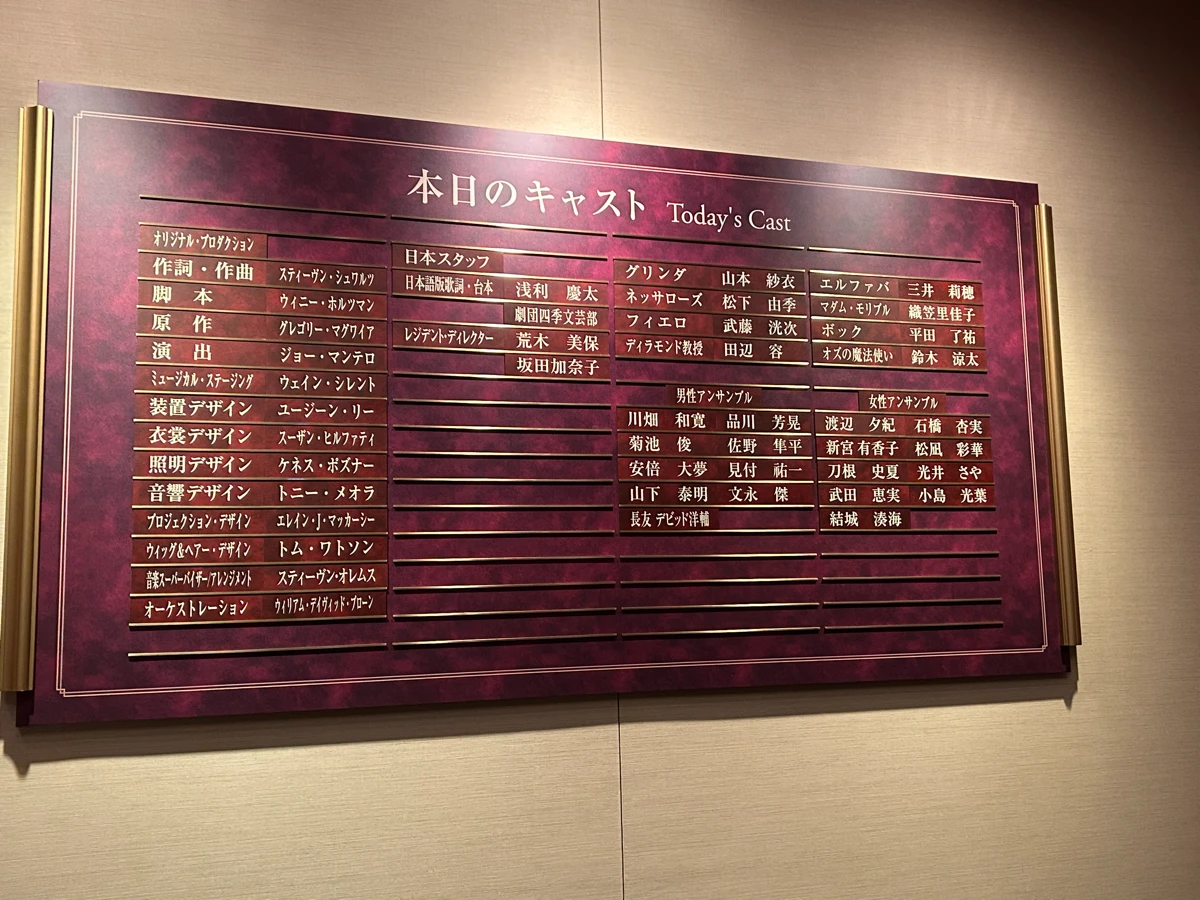 本日のキャスト Today's Cast
オリジナル・プロダクション
作詞・作曲 スティーヴン・シュワルツ
脚 本 ウィニー・ホルツマン
原 作 グレゴリー・マグワイア
演 出 ジョー・マンテロ
ミュージカル・ステージング ウェイン・シレント
装置デザイン ユージーン・リー
衣裳デザイン スーザン・ヒルファティ
照明デザイン ケネス・ポズナー
音響デザイン トニー・メオラ
プロジェクション・デザイン エレイン・J・マッカーシー
ウィッグ&ヘアー・デザイン トム・ワトソン
音楽スーパーバイザー/アレンジメント スティーヴン・オレムス
オーケストレーション ウィリアム・デイヴィッド・ブローン
日本スタッフ
日本語版歌詞・台本 浅利 慶太
劇団四季文芸部
レジデント・ディレクター 荒木 美保
坂田加奈子
グリンダ 山本 紗衣
ネッサローズ 松下 由季
フィエロ 武藤 洸次
ディラモンド教授 田辺 容
エルファバ 三井 莉穂
マダム・モリブル 織笠里佳子
ボック 平田 了祐
オズの魔法使い 鈴木 涼太
男性アンサンブル
川畑 和寛 品川 芳晃
菊池 俊 佐野 隼平
安倍 大夢 見付 祐一
山下 泰明 文永 傑
長友 デビッド洋輔
女性アンサンブル
渡辺 夕紀 石橋 杏実
新宮 有香子 松凪 彩華
刀根 史夏 光井 さや
武田 恵実 小島 光葉
結城 湊海